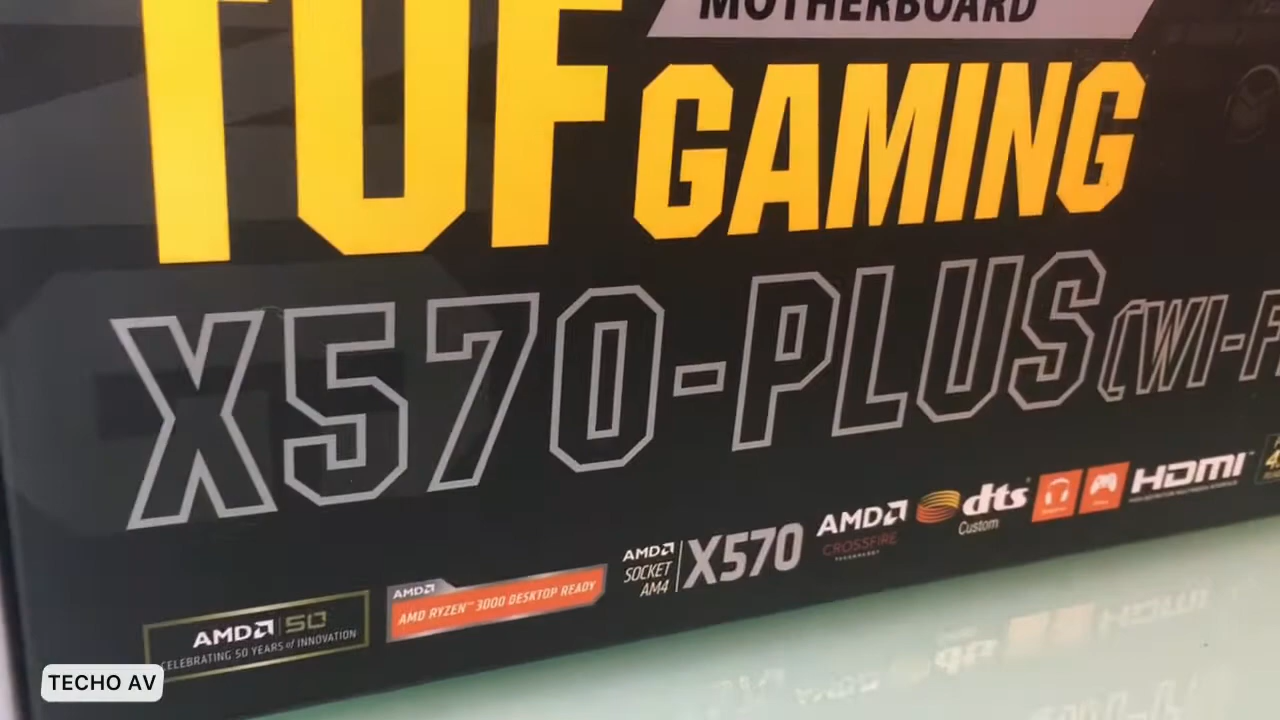 MOTHERBOARD
TUF GAMING
X570-PLUS (WI-F
AMD 50
CELEBRATING 50 YEARS of INNOVATION
AMD
AMD RYZEN™ 3000 DESKTOP READY
AMD
SOCKET
AM4
X570
AMD
CROSSFIRE
dts
Custom
HDMI
TECHO AV